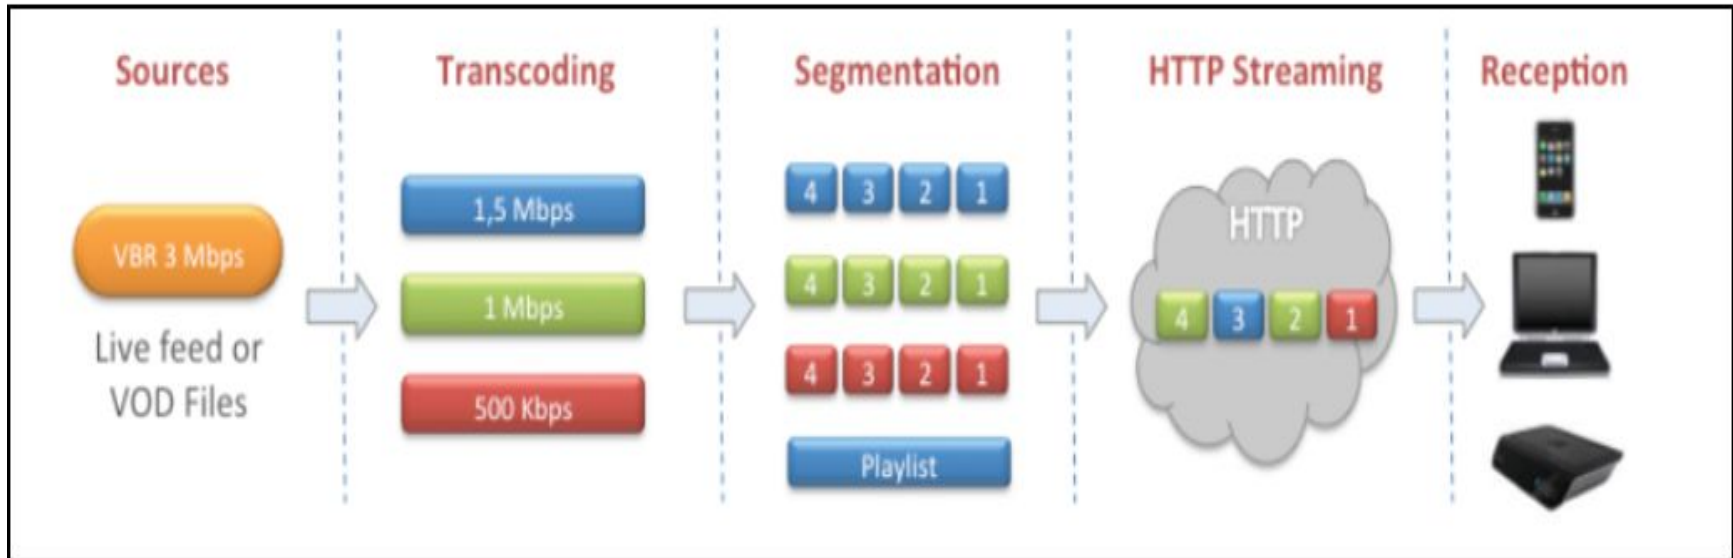 Sources
Transcoding
Segmentation
HTTP Streaming
Reception
VBR 3 Mbps
Live feed or
VOD Files
1,5 Mbps
1 Mbps
500 Kbps
4 3 2 1
4 3 2 1
4 3 2 1
Playlist
HTTP
4 3 2 1